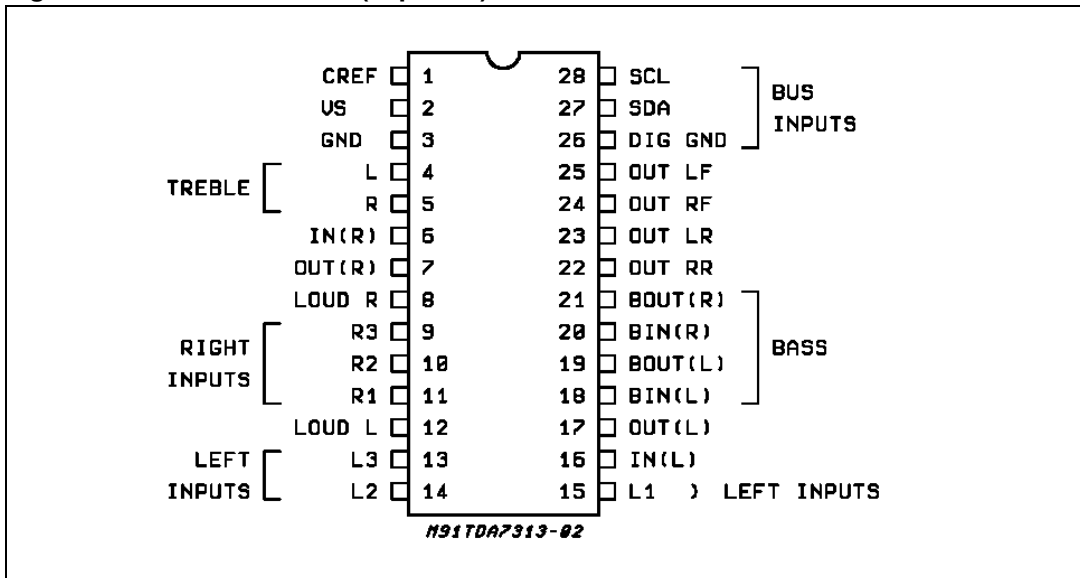 CREF 1 28 SCL
VS 2 27 SDA
GND 3 26 DIG GND
BUS
INPUTS
L 4 25 OUT LF
TREBLE
R 5 24 OUT RF
IN(R) 6 23 OUT LR
OUT(R) 7 22 OUT RR
LOUD R 8 21 BOUT(R)
R3 9 20 BIN(R)
RIGHT
INPUTS
R2 10 19 BOUT(L)
BASS
R1 11 18 BIN(L)
LOUD L 12 17 OUT(L)
LEFT
INPUTS
L3 13 16 IN(L)
L2 14 15 L1 ) LEFT INPUTS
M91TDA7313-02